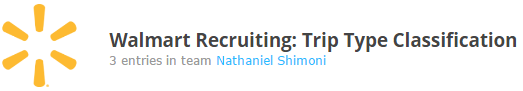 Walmart Recruiting: Trip Type Classification
3 entries in team Nathaniel Shimoni